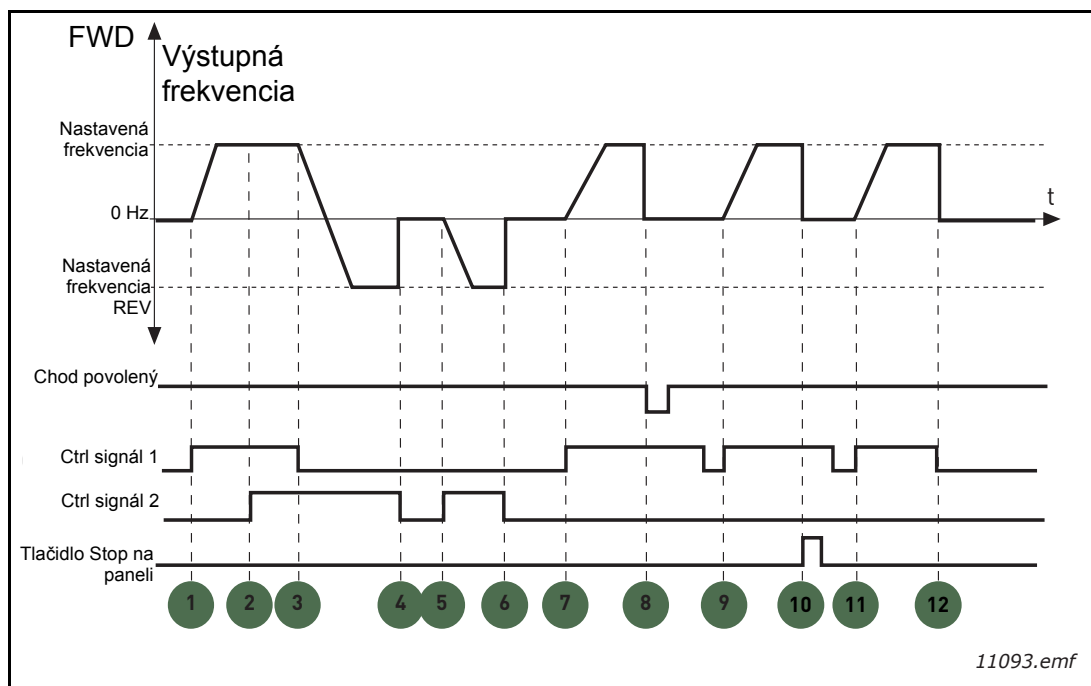 FWD
Výstupná
frekvencia
Nastavená
frekvencia
0 Hz
t
Nastavená
frekvencia
REV
Chod povolený
Ctrl signál 1
Ctrl signál 2
Tlačidlo Stop na
paneli
1 2 3 4 5 6 7 8 9 10 11 12
11093.emf